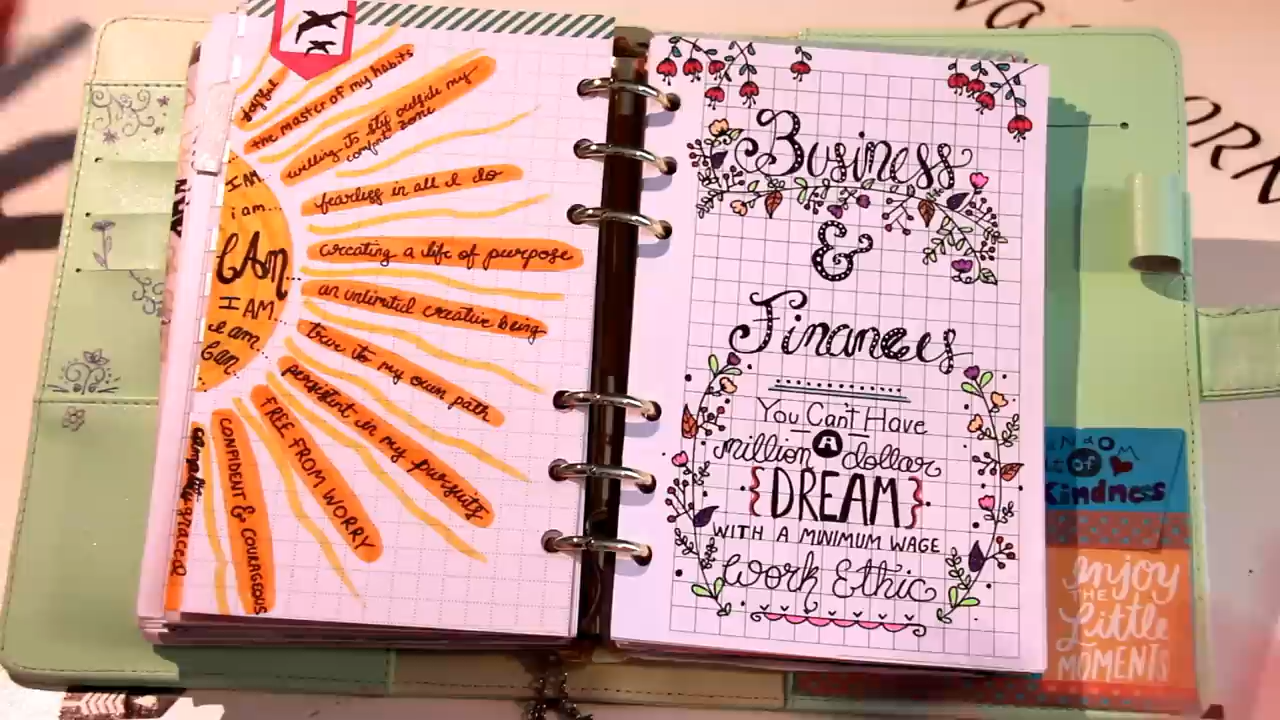 joyful
the master of my habits
willing to step outside my
comfort zone
fearless in all I do
creating a life of purpose
an unlimited creative being
true to my own path
persistent in my pursuits
FREE FROM WORRY
CONFIDENT & COURAGEOUS
I AM...
i am...
I Am...
I AM
i am
I am
Business
&
Finances
You Can't Have
million A dollar
{DREAM}
WITH A MINIMUM WAGE
Work Ethic
of
Kindness
enjoy
THE
Little
MOMENTS
ORN